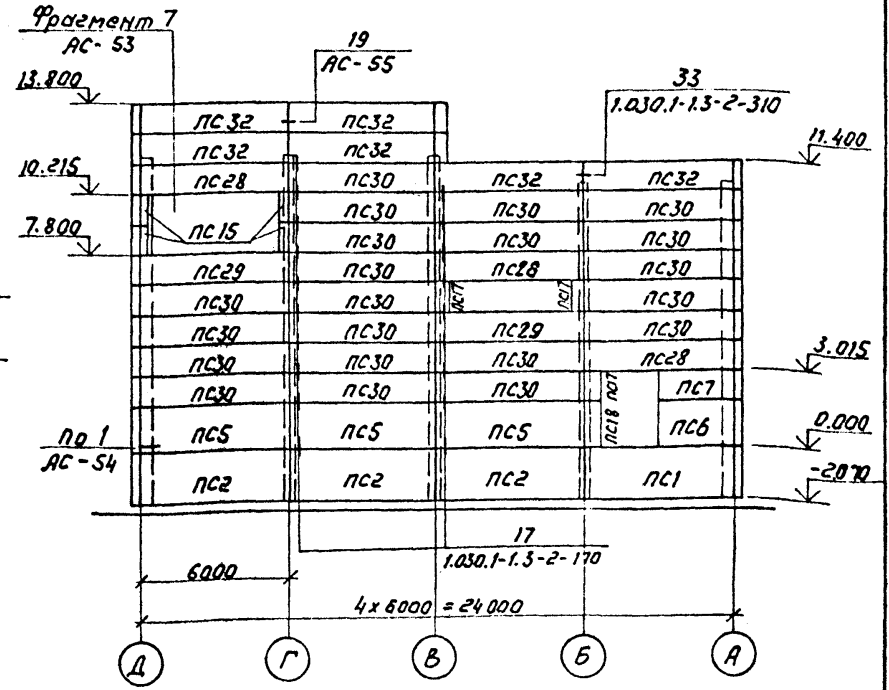 Фрагмент 7
АС-53
19
АС-55
33
1.030.1-1.3-2-310
13.800
11.400
ПС32 ПС32
ПС32 ПС32
10.215
ПС28 ПС30 ПС32 ПС32
ПС30 ПС30 ПС30
7.800
ПС15 ПС30 ПС30 ПС30
ПС29 ПС30 ПС28 ПС30
ПС30 ПС30 ПС17 ПС17 ПС30
ПС30 ПС30 ПС29 ПС30
3.015
ПС30 ПС30 ПС30 ПС28
ПС30 ПС30 ПС30 ПС7
ПС18
по 1
АС-54
ПС5 ПС5 ПС5 ПС6
0.000
ПС2 ПС2 ПС2 ПС1
17
1.030.1-1.3-2-170
6000
4х6000=24000
Д Г В Б А